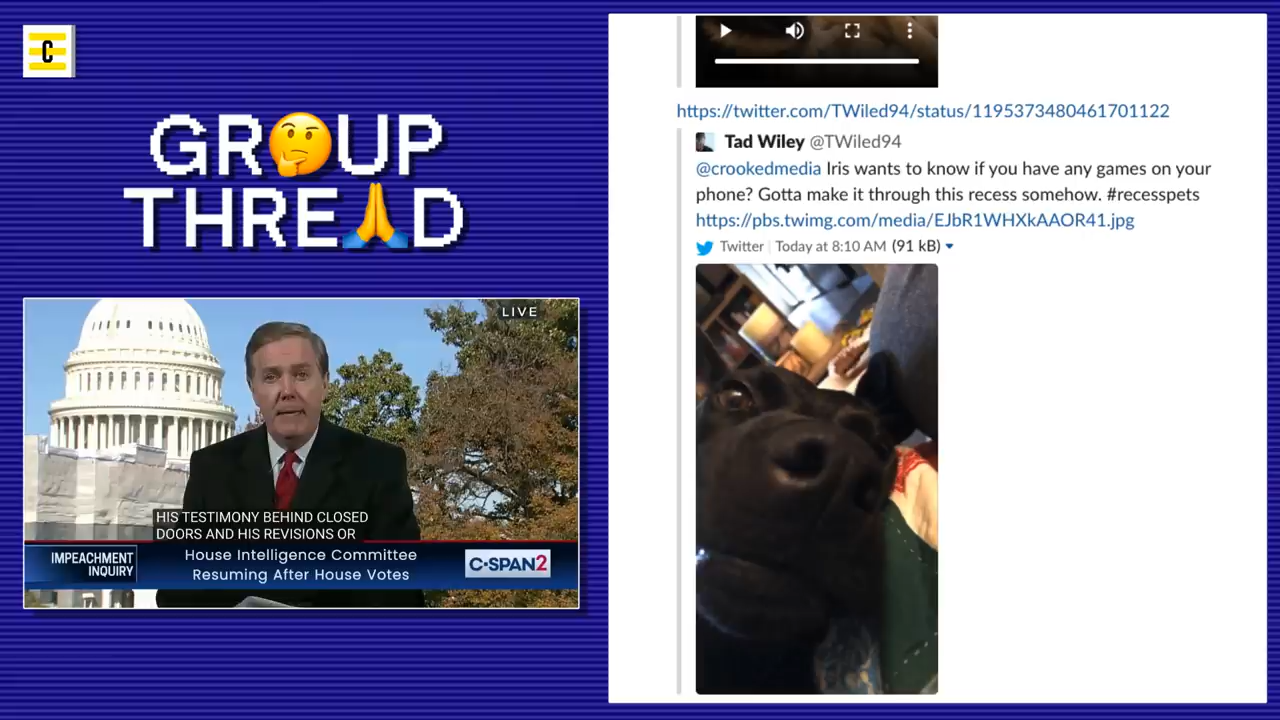 C
GR🤔UP
THRE🙏D
LIVE
HIS TESTIMONY BEHIND CLOSED
DOORS AND HIS REVISIONS OR
IMPEACHMENT
INQUIRY
House Intelligence Committee
Resuming After House Votes
C-SPAN2
https://twitter.com/TWiled94/status/1195373480461701122
Tad Wiley @TWiled94
@crookedmedia Iris wants to know if you have any games on your
phone? Gotta make it through this recess somehow. #recesspets
https://pbs.twimg.com/media/EJbR1WHXkAAOR41.jpg
Twitter | Today at 8:10 AM (91 kB)